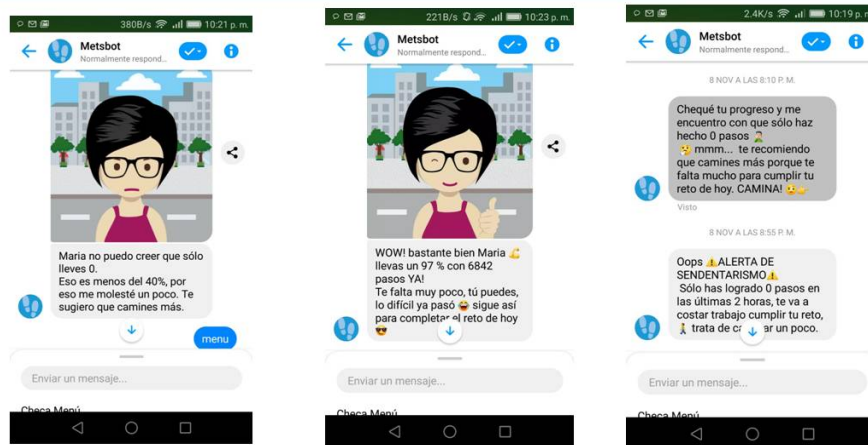 380B/s 10:21 p. m.
Metsbot
Normalmente respond...
Maria no puedo creer que sólo
lleves 0.
Eso es menos del 40%, por
eso me molesté un poco. Te
sugiero que camines más.
menu
Enviar un mensaje...
Checa Menú
221B/s 10:23 p. m.
Metsbot
Normalmente respond...
WOW! bastante bien Maria 💪
llevas un 97 % con 6842
pasos YA!
Te falta muy poco, tú puedes,
lo difícil ya pasó 😂 sigue así
para completar el reto de hoy
😎
Enviar un mensaje...
Checa Menú
2.4K/s 10:19 p. m
Metsbot
Normalmente respond...
8 NOV A LAS 8:10 P. M.
Chequé tu progreso y me
encuentro con que sólo haz
hecho 0 pasos 🤦
🤔 mmm... te recomiendo
que camines más porque te
falta mucho para cumplir tu
reto de hoy. CAMINA!
Visto
8 NOV A LAS 8:55 P. M.
Oops ⚠️ALERTA DE
SENDENTARISMO⚠️
Sólo has logrado 0 pasos en
las últimas 2 horas, te va a
costar trabajo cumplir tu reto,
🚶 trata de un poco.
Enviar un mensaje...
Checa Menú